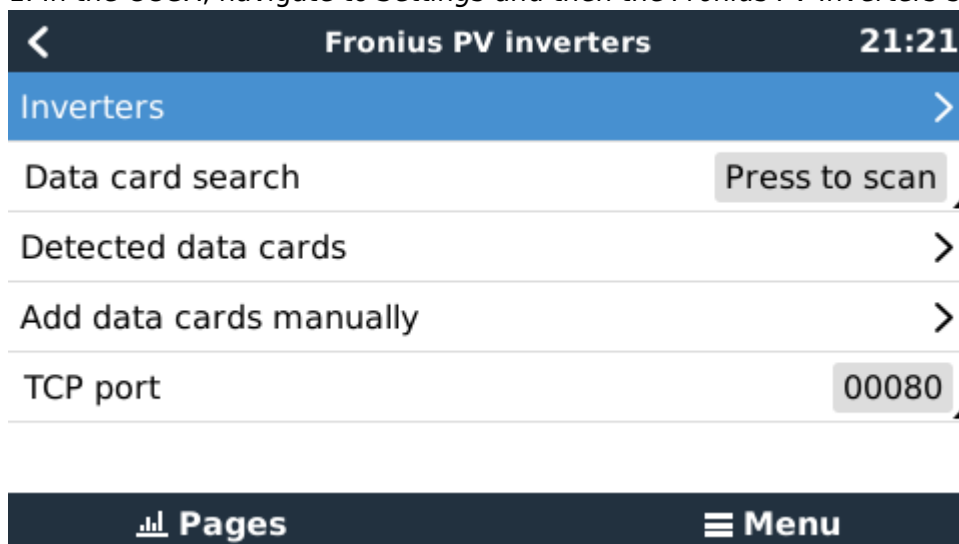 Fronius PV inverters 21:21
Inverters
Data card search Press to scan
Detected data cards
Add data cards manually
TCP port 00080
Pages Menu